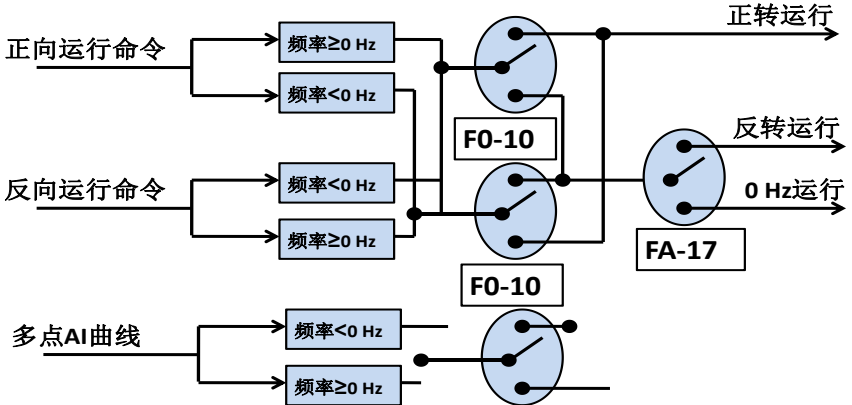 正转运行
正向运行命令
频率≥0 Hz
频率<0 Hz
F0-10
反转运行
反向运行命令
频率<0 Hz
0 Hz运行
频率≥0 Hz
FA-17
F0-10
多点AI曲线
频率<0 Hz
频率≥0 Hz